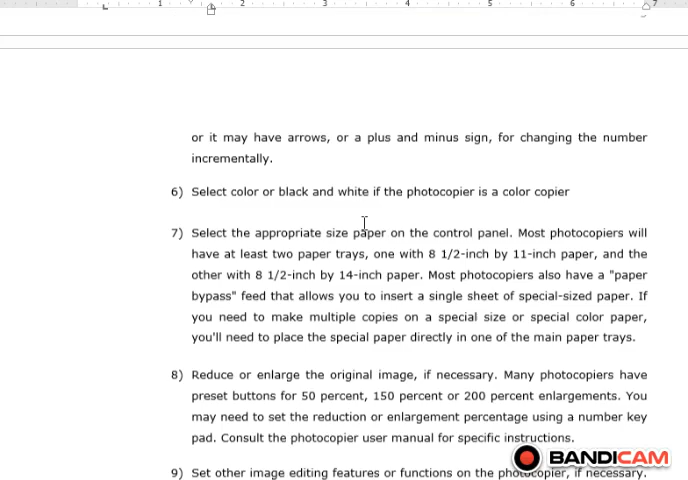 1 2 3 4 5 6 7
or it may have arrows, or a plus and minus sign, for changing the number
incrementally.
6) Select color or black and white if the photocopier is a color copier
7) Select the appropriate size paper on the control panel. Most photocopiers will
have at least two paper trays, one with 8 1/2-inch by 11-inch paper, and the
other with 8 1/2-inch by 14-inch paper. Most photocopiers also have a "paper
bypass" feed that allows you to insert a single sheet of special-sized paper. If
you need to make multiple copies on a special size or special color paper,
you'll need to place the special paper directly in one of the main paper trays.
8) Reduce or enlarge the original image, if necessary. Many photocopiers have
preset buttons for 50 percent, 150 percent or 200 percent enlargements. You
may need to set the reduction or enlargement percentage using a number key
pad. Consult the photocopier user manual for specific instructions.
BANDICAM
9) Set other image editing features or functions on the photocopier, if necessary.